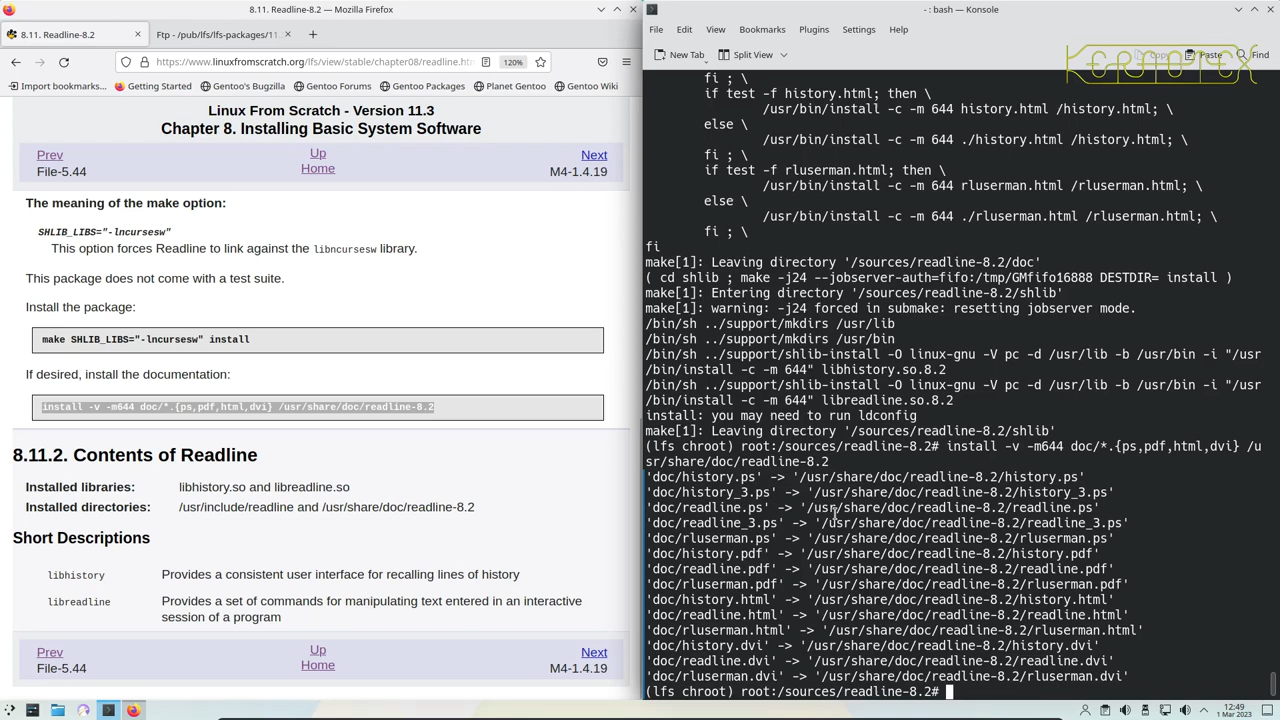 8.11. Readline-8.2 — Mozilla Firefox
8.11. Readline-8.2
Ftp - /pub/lfs/lfs-packages/11.
https://www.linuxfromscratch.org/lfs/view/stable/chapter08/readline.htm
120%
Import bookmarks...
Getting Started
Gentoo's Bugzilla
Gentoo Forums
Gentoo Packages
Planet Gentoo
Gentoo Wiki
Linux From Scratch - Version 11.3
Chapter 8. Installing Basic System Software
Prev
Up
Next
File-5.44
Home
M4-1.4.19
The meaning of the make option:
SHLIB_LIBS="-lncursesw"
This option forces Readline to link against the libncursesw library.
This package does not come with a test suite.
Install the package:
make SHLIB_LIBS="-lncursesw" install
If desired, install the documentation:
install -v -m644 doc/*.{ps,pdf,html,dvi} /usr/share/doc/readline-8.2
8.11.2. Contents of Readline
Installed libraries: libhistory.so and libreadline.so
Installed directories: /usr/include/readline and /usr/share/doc/readline-8.2
Short Descriptions
libhistory Provides a consistent user interface for recalling lines of history
libreadline Provides a set of commands for manipulating text entered in an interactive
session of a program
Prev
Up
Next
File-5.44
Home
M4-1.4.19
- : bash — Konsole
File Edit View Bookmarks Plugins Settings Help
New Tab
Split View
Copy
Paste
Find
KERNOTEX
fi ; \
if test -f history.html; then \
/usr/bin/install -c -m 644 history.html /history.html; \
else \
/usr/bin/install -c -m 644 ./history.html /history.html; \
fi ; \
if test -f rluserman.html; then \
/usr/bin/install -c -m 644 rluserman.html /rluserman.html; \
else \
/usr/bin/install -c -m 644 ./rluserman.html /rluserman.html; \
fi ; \
fi
make[1]: Leaving directory '/sources/readline-8.2/doc'
( cd shlib ; make -j24 --jobserver-auth=fifo:/tmp/GMfifo16888 DESTDIR= install )
make[1]: Entering directory '/sources/readline-8.2/shlib'
make[1]: warning: -j24 forced in submake: resetting jobserver mode.
/bin/sh ../support/mkdirs /usr/lib
/bin/sh ../support/mkdirs /usr/bin
/bin/sh ../support/shlib-install -O linux-gnu -V pc -d /usr/lib -b /usr/bin -i "/usr
/bin/install -c -m 644" libhistory.so.8.2
/bin/sh ../support/shlib-install -O linux-gnu -V pc -d /usr/lib -b /usr/bin -i "/usr
/bin/install -c -m 644" libreadline.so.8.2
install: you may need to run ldconfig
make[1]: Leaving directory '/sources/readline-8.2/shlib'
(lfs chroot) root:/sources/readline-8.2# install -v -m644 doc/*.{ps,pdf,html,dvi} /u
sr/share/doc/readline-8.2
'doc/history.ps' -> '/usr/share/doc/readline-8.2/history.ps'
'doc/history_3.ps' -> '/usr/share/doc/readline-8.2/history_3.ps'
'doc/readline.ps' -> '/usr/share/doc/readline-8.2/readline.ps'
'doc/readline_3.ps' -> '/usr/share/doc/readline-8.2/readline_3.ps'
'doc/rluserman.ps' -> '/usr/share/doc/readline-8.2/rluserman.ps'
'doc/history.pdf' -> '/usr/share/doc/readline-8.2/history.pdf'
'doc/readline.pdf' -> '/usr/share/doc/readline-8.2/readline.pdf'
'doc/rluserman.pdf' -> '/usr/share/doc/readline-8.2/rluserman.pdf'
'doc/history.html' -> '/usr/share/doc/readline-8.2/history.html'
'doc/readline.html' -> '/usr/share/doc/readline-8.2/readline.html'
'doc/rluserman.html' -> '/usr/share/doc/readline-8.2/rluserman.html'
'doc/history.dvi' -> '/usr/share/doc/readline-8.2/history.dvi'
'doc/readline.dvi' -> '/usr/share/doc/readline-8.2/readline.dvi'
'doc/rluserman.dvi' -> '/usr/share/doc/readline-8.2/rluserman.dvi'
(lfs chroot) root:/sources/readline-8.2#
12:49
1 Mar 2023